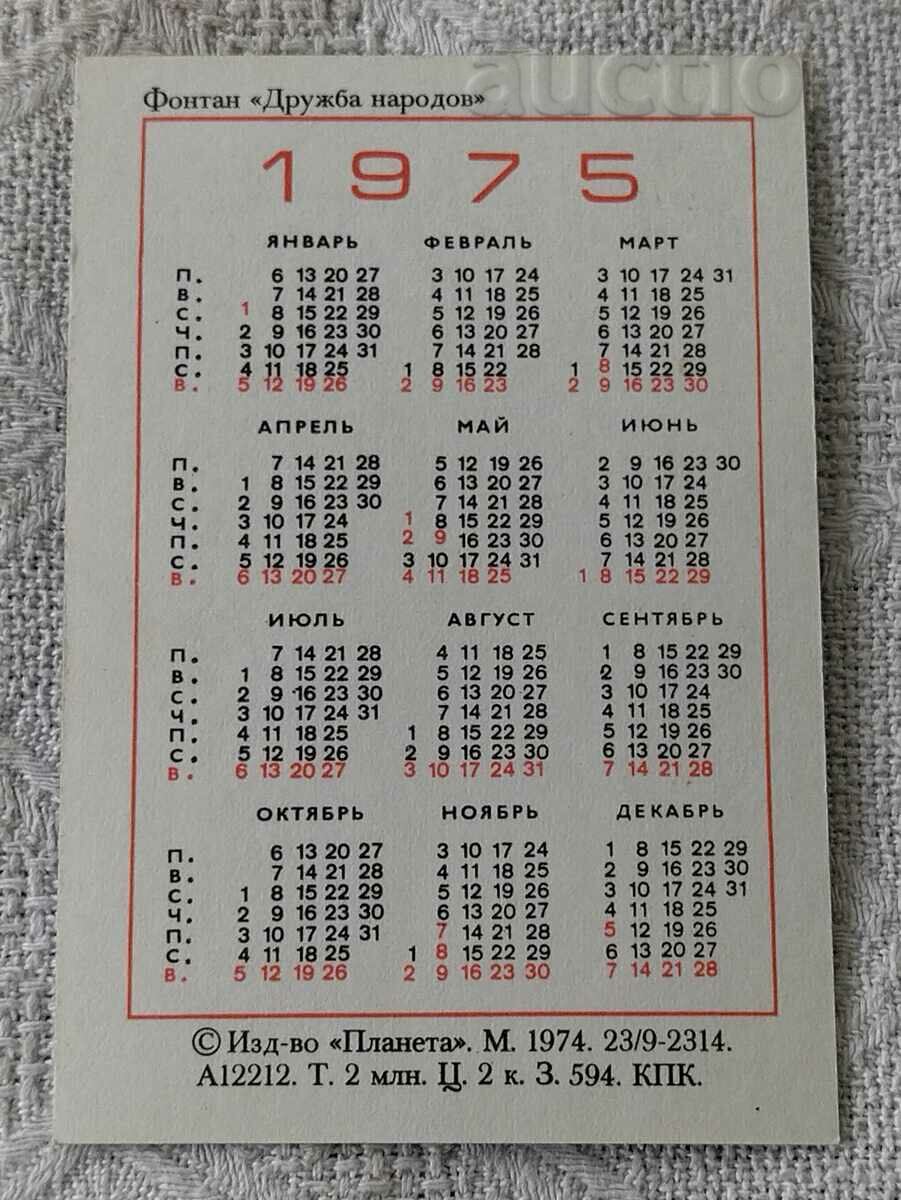 auctio
Фонтан «Дружба народов»
1975
ЯНВАРЬ ФЕВРАЛЬ МАРТ
П. 6 13 20 27 3 10 17 24 3 10 17 24 31
В. 7 14 21 28 4 11 18 25 4 11 18 25
С. 1 8 15 22 29 5 12 19 26 5 12 19 26
Ч. 2 9 16 23 30 6 13 20 27 6 13 20 27
П. 3 10 17 24 31 7 14 21 28 7 14 21 28
С. 4 11 18 25 1 8 15 22 1 8 15 22 29
В. 5 12 19 26 2 9 16 23 2 9 16 23 30
АПРЕЛЬ МАЙ ИЮНЬ
П. 7 14 21 28 5 12 19 26 2 9 16 23 30
В. 1 8 15 22 29 6 13 20 27 3 10 17 24
С. 2 9 16 23 30 7 14 21 28 4 11 18 25
Ч. 3 10 17 24 1 8 15 22 29 5 12 19 26
П. 4 11 18 25 2 9 16 23 30 6 13 20 27
С. 5 12 19 26 3 10 17 24 31 7 14 21 28
В. 6 13 20 27 4 11 18 25 1 8 15 22 29
ИЮЛЬ АВГУСТ СЕНТЯБРЬ
П. 7 14 21 28 4 11 18 25 1 8 15 22 29
В. 1 8 15 22 29 5 12 19 26 2 9 16 23 30
С. 2 9 16 23 30 6 13 20 27 3 10 17 24
Ч. 3 10 17 24 31 7 14 21 28 4 11 18 25
П. 4 11 18 25 1 8 15 22 29 5 12 19 26
С. 5 12 19 26 2 9 16 23 30 6 13 20 27
В. 6 13 20 27 3 10 17 24 31 7 14 21 28
ОКТЯБРЬ НОЯБРЬ ДЕКАБРЬ
П. 6 13 20 27 3 10 17 24 1 8 15 22 29
В. 7 14 21 28 4 11 18 25 2 9 16 23 30
С. 1 8 15 22 29 5 12 19 26 3 10 17 24 31
Ч. 2 9 16 23 30 6 13 20 27 4 11 18 25
П. 3 10 17 24 31 7 14 21 28 5 12 19 26
С. 4 11 18 25 1 8 15 22 29 6 13 20 27
В. 5 12 19 26 2 9 16 23 30 7 14 21 28
© Изд-во «Планета». М. 1974. 23/9-2314.
А12212. Т. 2 млн. Ц. 2 к. З. 594. КПК.